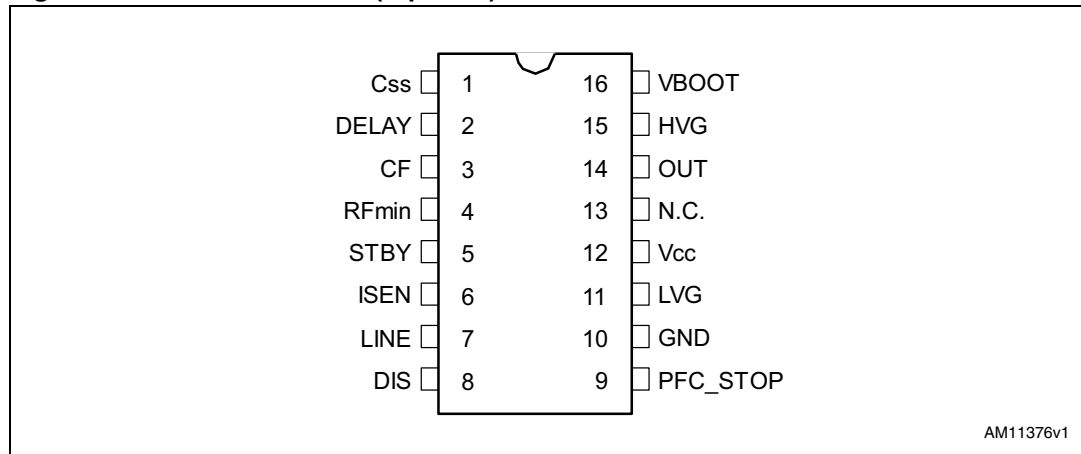 Css 1 16 VBOOT
DELAY 2 15 HVG
CF 3 14 OUT
RFmin 4 13 N.C.
STBY 5 12 Vcc
ISEN 6 11 LVG
LINE 7 10 GND
DIS 8 9 PFC_STOP
AM11376v1